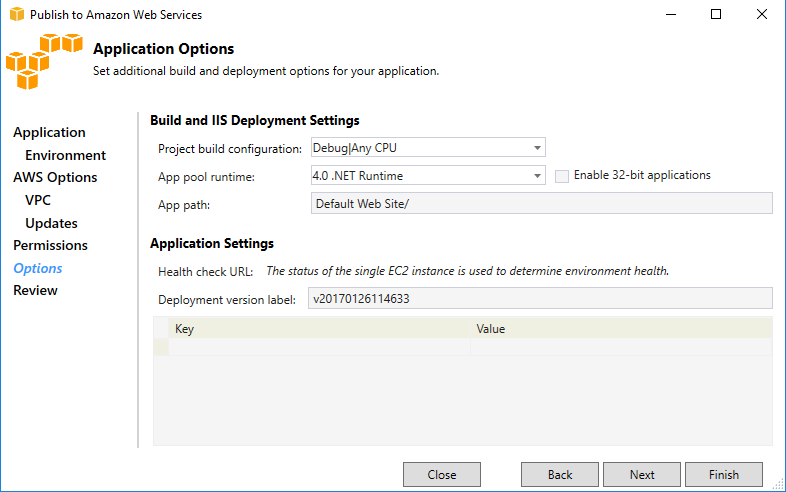 Publish to Amazon Web Services
Application Options
Set additional build and deployment options for your application.
Application
Environment
AWS Options
VPC
Updates
Permissions
Options
Review
Build and IIS Deployment Settings
Project build configuration: Debug|Any CPU
App pool runtime: 4.0 .NET Runtime Enable 32-bit applications
App path: Default Web Site/
Application Settings
Health check URL: The status of the single EC2 instance is used to determine environment health.
Deployment version label: v20170126114633
Key Value
Close Back Next Finish